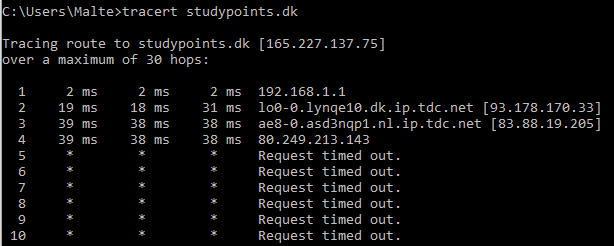 C:\Users\Malte>tracert studypoints.dk
Tracing route to studypoints.dk [165.227.137.75]
over a maximum of 30 hops:
1 2 ms 2 ms 2 ms 192.168.1.1
2 19 ms 18 ms 31 ms lo0-0.lynqe10.dk.ip.tdc.net [93.178.170.33]
3 39 ms 38 ms 38 ms ae8-0.asd3nqp1.nl.ip.tdc.net [83.88.19.205]
4 39 ms 38 ms 38 ms 80.249.213.143
5 * * * Request timed out.
6 * * * Request timed out.
7 * * * Request timed out.
8 * * * Request timed out.
9 * * * Request timed out.
10 * * * Request timed out.